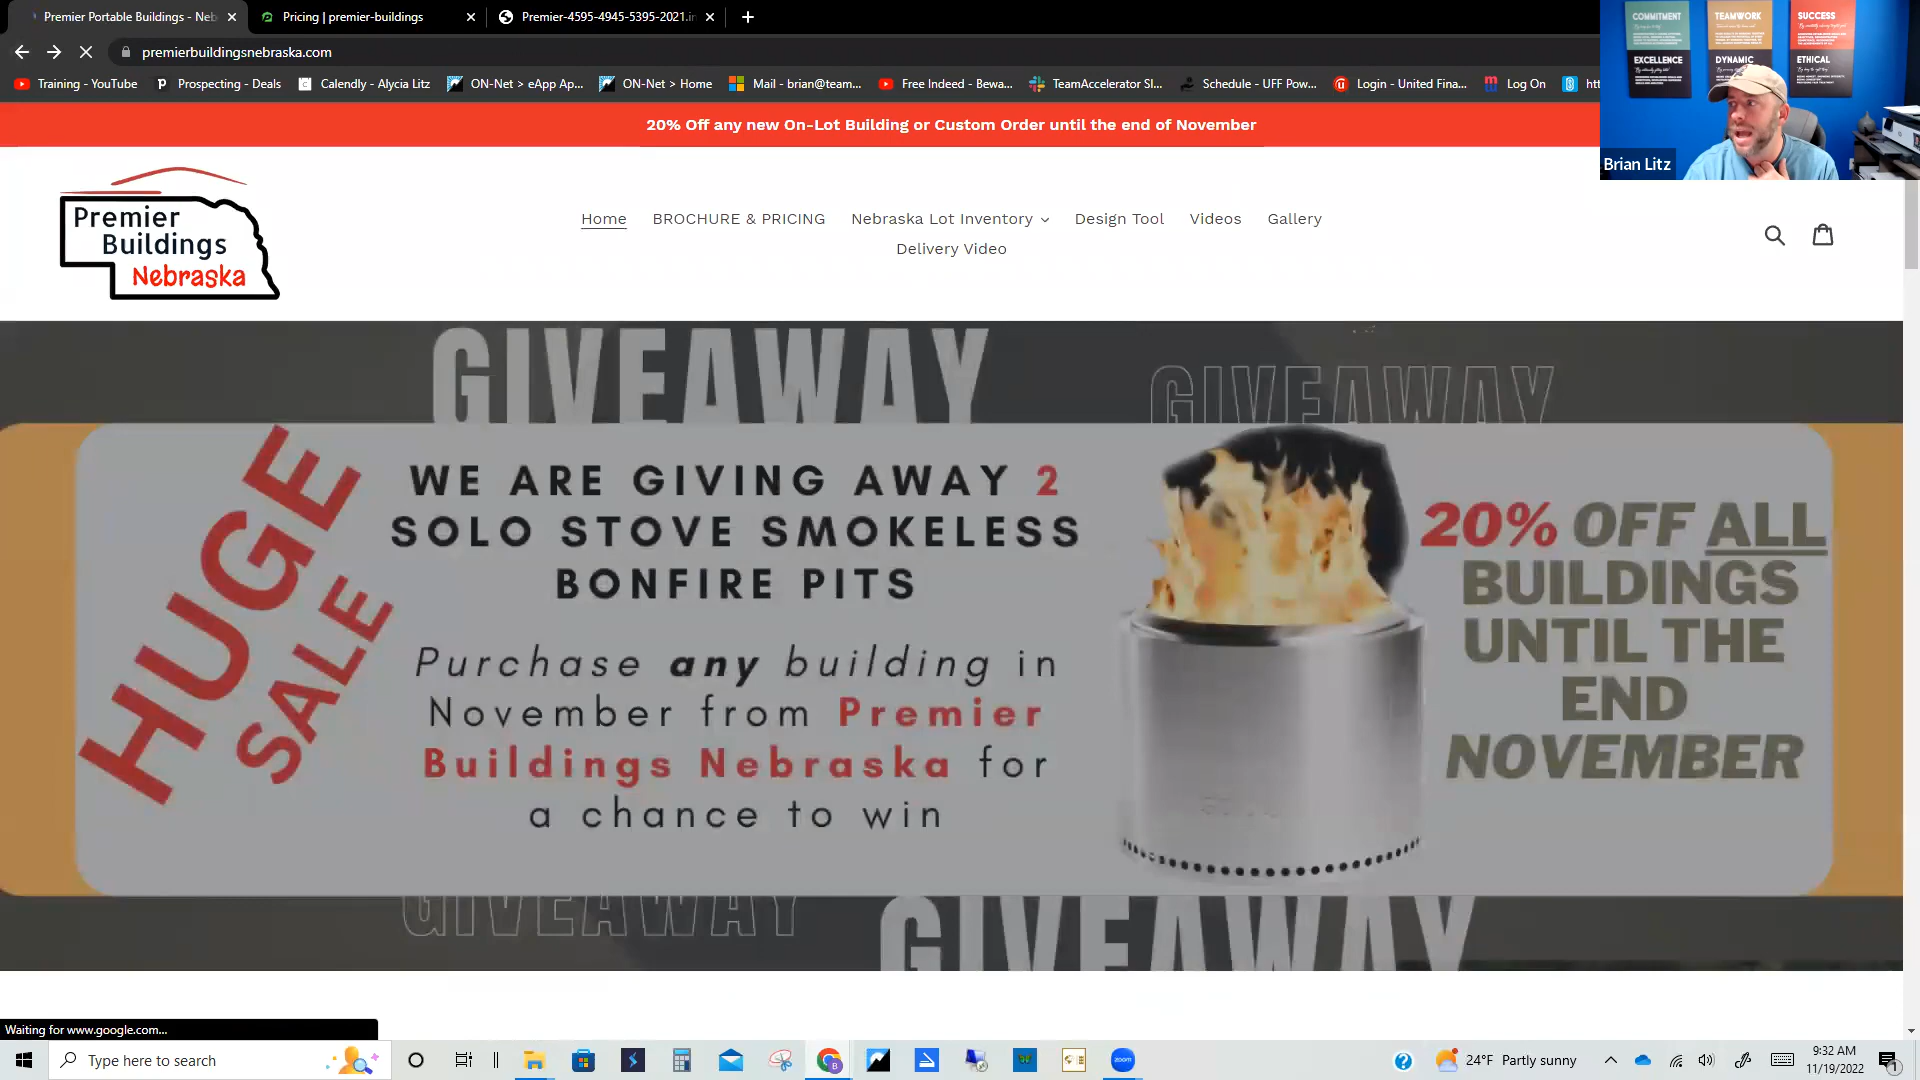 Premier Portable Buildings - Neb
Pricing | premier-buildings
Premier-4595-4945-5395-2021.in
premierbuildingsnebraska.com
Training - YouTube
Prospecting - Deals
Calendly - Alycia Litz
ON-Net > eApp Ap...
ON-Net > Home
Mail - brian@team...
Free Indeed - Bewa...
TeamAccelerator Sl...
Schedule - UFF Pow...
Login - United Fina...
Log On
htt
COMMITMENT
TEAMWORK
SUCCESS
EXCELLENCE
DYNAMIC
ETHICAL
Brian Litz
20% Off any new On-Lot Building or Custom Order until the end of November
Premier
Buildings
Nebraska
Home
BROCHURE & PRICING
Nebraska Lot Inventory
Design Tool
Videos
Gallery
Delivery Video
GIVEAWAY
GIVEAWAY
HUGE
SALE
WE ARE GIVING AWAY 2
SOLO STOVE SMOKELESS
BONFIRE PITS
Purchase any building in
November from Premier
Buildings Nebraska for
a chance to win
20% OFF ALL
BUILDINGS
UNTIL THE
END
NOVEMBER
GIVEAWAY
GIVEAWAY
Waiting for www.google.com...
Type here to search
zoom
24°F Partly sunny
9:32 AM
11/19/2022
1